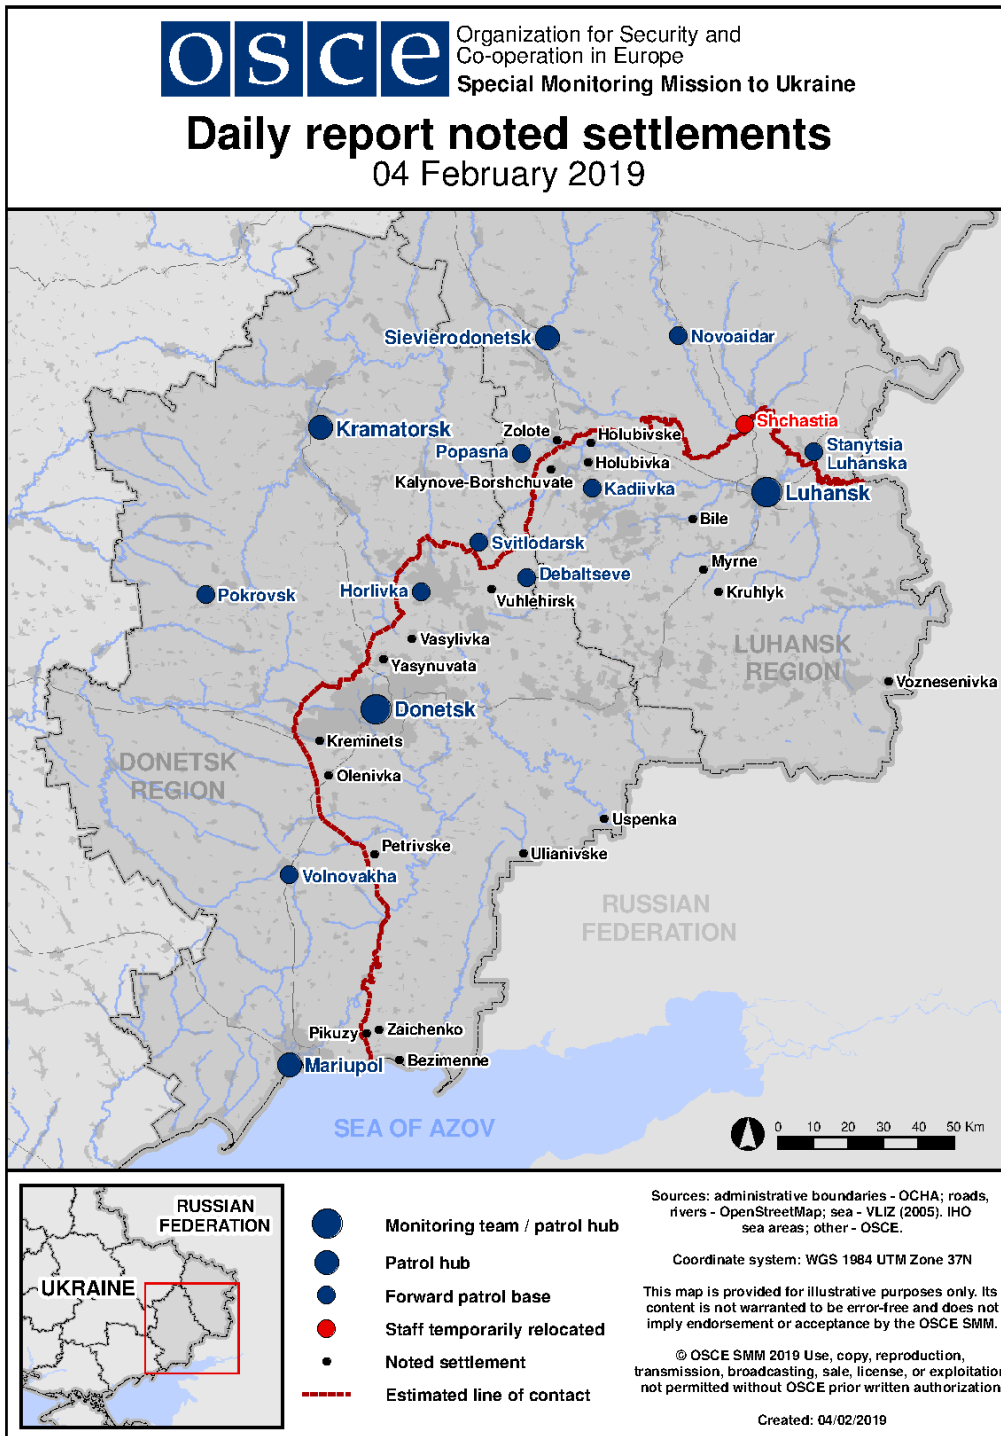 osce
Organization for Security and
Co-operation in Europe
Special Monitoring Mission to Ukraine
Daily report noted settlements
04 February 2019
Sievierodonetsk
Novoaidar
Kramatorsk
Shchastia
Zolote
Holubivske
Popasna
Stanytsia
Luhanska
Holubivka
Kalynove-Borshchuvate
Kadiivka
Luhansk
Bile
Svitlodarsk
Myrne
Debaltseve
Pokrovsk
Horlivka
Kruhlyk
Vuhlehirsk
Vasylivka
LUHANSK
REGION
Yasynuvata
Voznesenivka
Donetsk
Kreminets
DONETSK
REGION
Olenivka
Uspenka
Petrivske
Ulianivske
Volnovakha
RUSSIAN
FEDERATION
Pikuzy
Zaichenko
Mariupol
Bezimenne
SEA OF AZOV
0 10 20 30 40 50 Km
RUSSIAN
FEDERATION
UKRAINE
Monitoring team / patrol hub
Patrol hub
Forward patrol base
Staff temporarily relocated
Noted settlement
Estimated line of contact
Sources: administrative boundaries - OCHA; roads,
rivers - OpenStreetMap; sea - VLIZ (2005). IHO
sea areas; other - OSCE.
Coordinate system: WGS 1984 UTM Zone 37N
This map is provided for illustrative purposes only. Its
content is not warranted to be error-free and does not
imply endorsement or acceptance by the OSCE SMM.
© OSCE SMM 2019 Use, copy, reproduction,
transmission, broadcasting, sale, license, or exploitation
not permitted without OSCE prior written authorization
Created: 04/02/2019